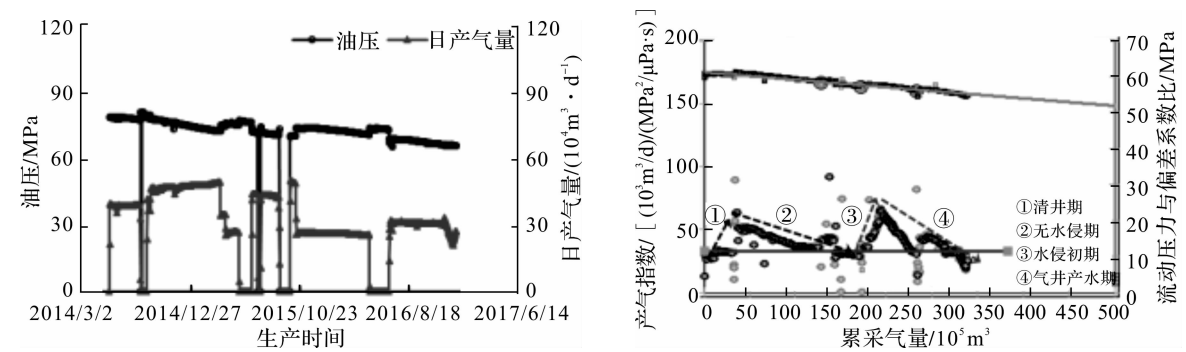 120
90
60
30
0
油压/MPa
油压
日产气量
120
90
60
30
0
日产气量/(10⁴m³·d⁻¹)
2014/3/2 2014/12/27 2015/10/23 2016/8/18 2017/6/14
生产时间
200
150
100
50
0
产气指数/[(10³m³/d)/(MPa²/μPa·s)
① ② ③ ④
①清井期
②无水侵期
③水侵初期
④气井产水期
70
60
50
40
30
20
10
0
流动压力与偏差系数比/MPa
0 50 100 150 200 250 300 350 400 450 500
累采气量/10⁵m³